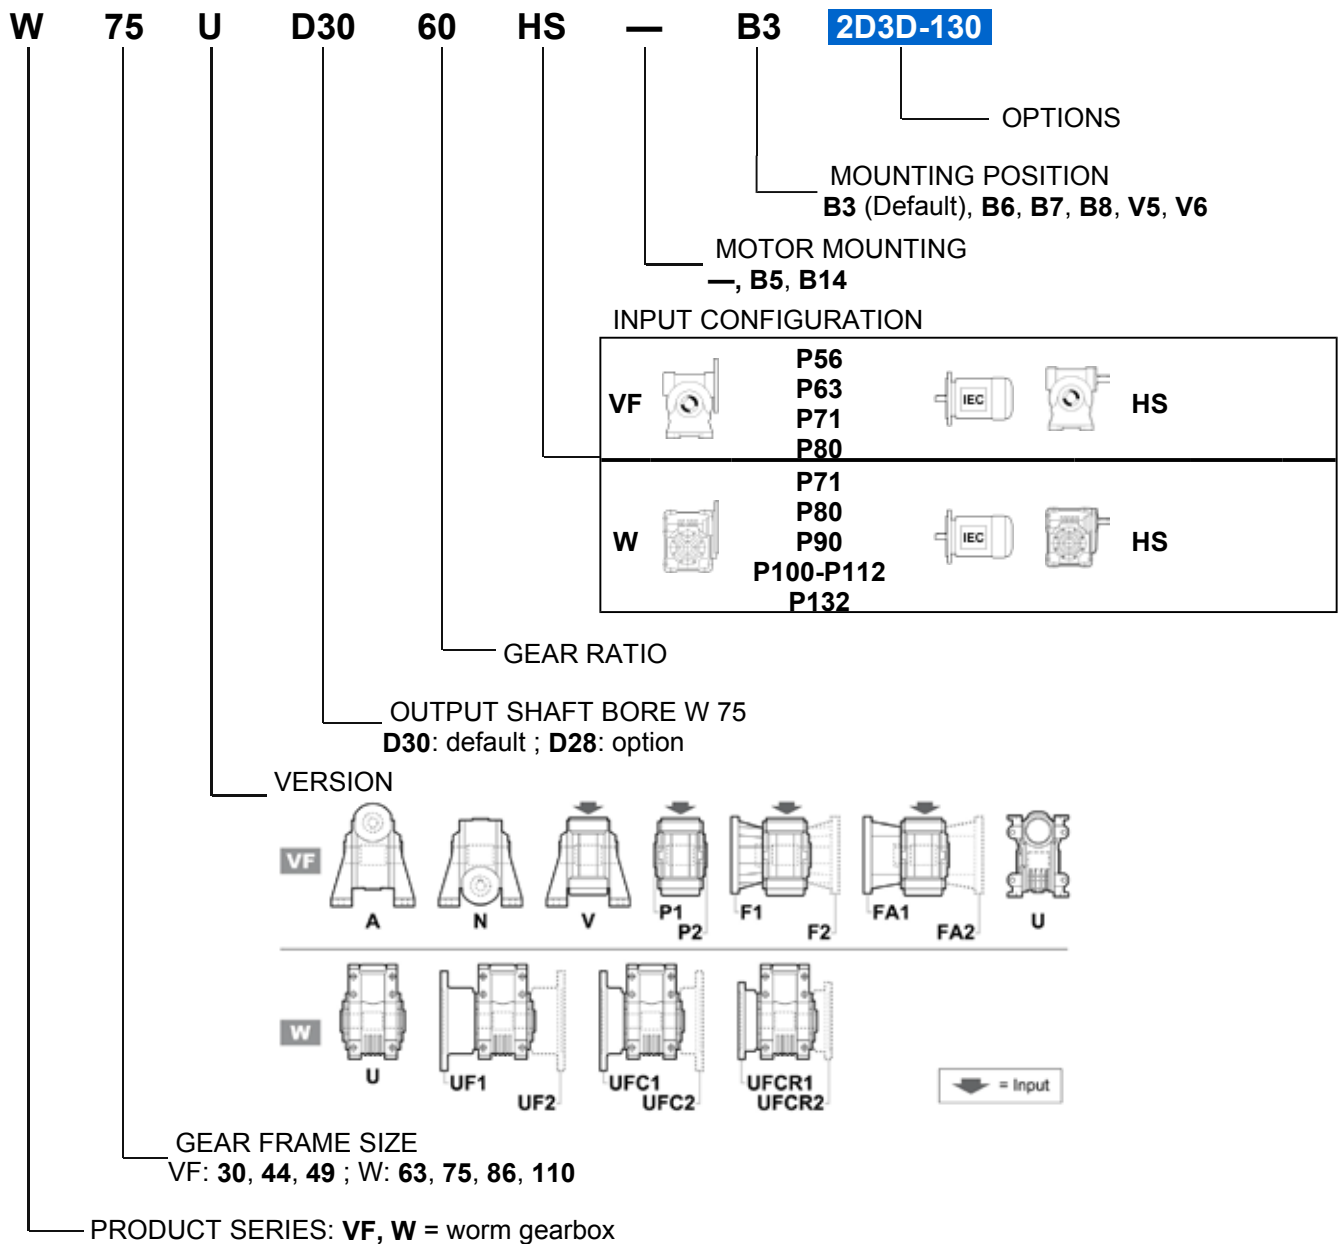 W 75 U D30 60 HS — B3 2D3D-130
OPTIONS
MOUNTING POSITION
B3 (Default), B6, B7, B8, V5, V6
MOTOR MOUNTING
—, B5, B14
INPUT CONFIGURATION
P56
P63
VF IEC HS
P71
P80
P71
P80
W P90 IEC HS
P100-P112
P132
GEAR RATIO
OUTPUT SHAFT BORE W 75
D30: default ; D28: option
VERSION
VF
A N V P1 P2 F1 F2 FA1 FA2 U
W
U UF1 UF2 UFC1 UFC2 UFCR1 UFCR2
= Input
GEAR FRAME SIZE
VF: 30, 44, 49 ; W: 63, 75, 86, 110
PRODUCT SERIES: VF, W = worm gearbox